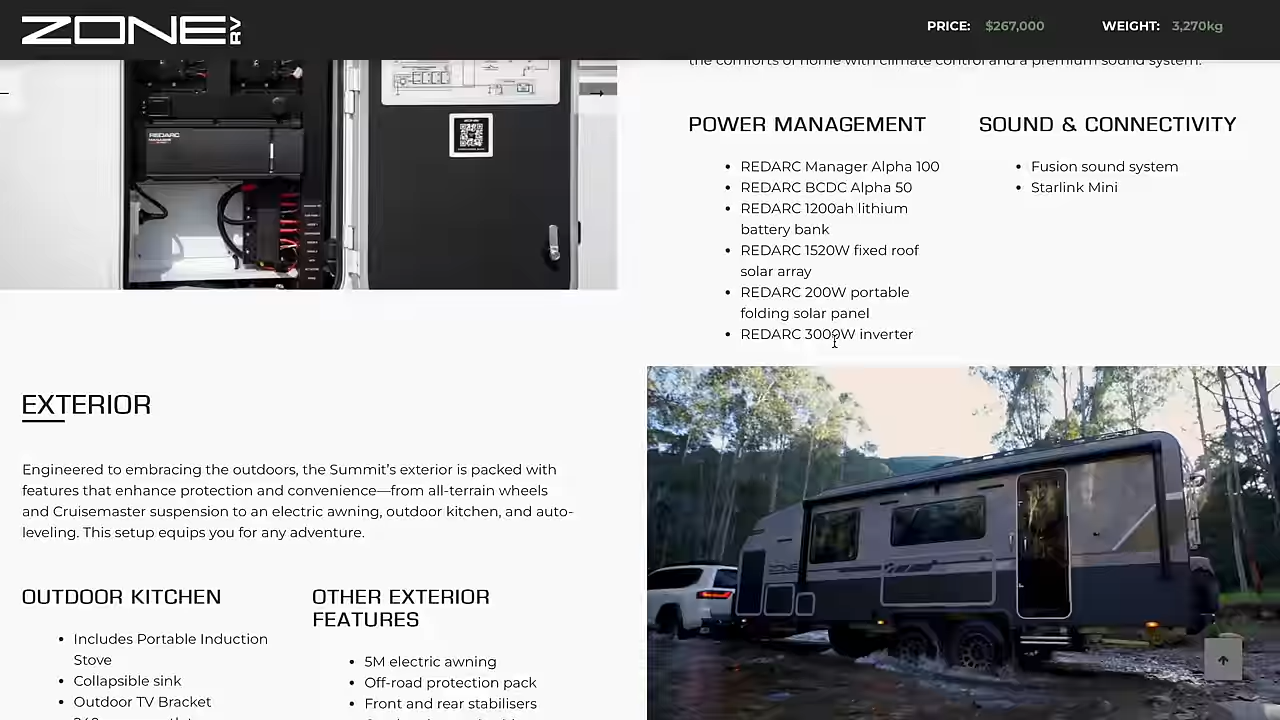 ZONE RV
PRICE: $267,000 WEIGHT: 3,270kg
the comforts of home with climate control and a premium sound system.
REDARC
POWER MANAGEMENT
REDARC Manager Alpha 100
REDARC BCDC Alpha 50
REDARC 1200ah lithium
battery bank
REDARC 1520W fixed roof
solar array
REDARC 200W portable
folding solar panel
REDARC 3000W inverter
SOUND & CONNECTIVITY
Fusion sound system
Starlink Mini
EXTERIOR
Engineered to embracing the outdoors, the Summit's exterior is packed with
features that enhance protection and convenience—from all-terrain wheels
and Cruisemaster suspension to an electric awning, outdoor kitchen, and auto-
leveling. This setup equips you for any adventure.
OUTDOOR KITCHEN
Includes Portable Induction
Stove
Collapsible sink
Outdoor TV Bracket
OTHER EXTERIOR
FEATURES
5M electric awning
Off-road protection pack
Front and rear stabilisers